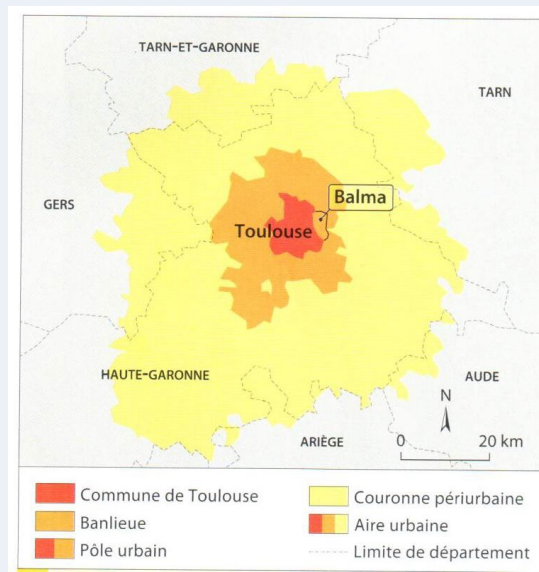 TARN-ET-GARONNE
TARN
GERS
Balma
Toulouse
HAUTE-GARONNE
AUDE
N
ARIÈGE
0 20 km
Commune de Toulouse
Banlieue
Pôle urbain
Couronne périurbaine
Aire urbaine
Limite de département